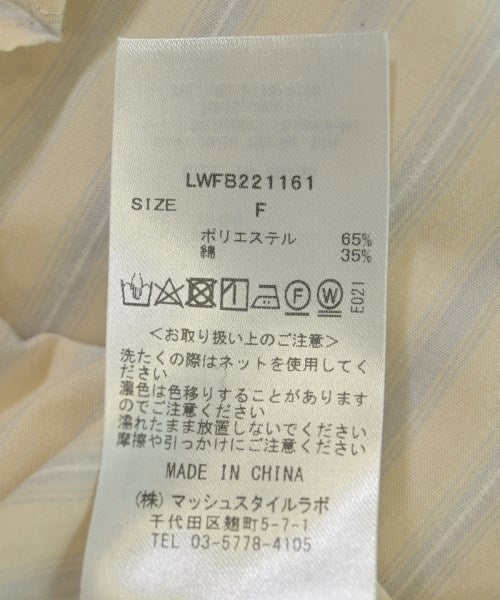 LWFB221161
SIZE F
ポリエステル 65%
綿 35%
F W E021
<お取り扱い上のご注意>
洗たくの際はネットを使用してく
ださい
濃色は色移りすることがあります
のでご注意ください
濡れたまま放置しないでください
摩擦や引っかけにご注意ください
MADE IN CHINA
(株) マッシュスタイルラボ
千代田区麹町5-7-1
TEL 03-5778-4105